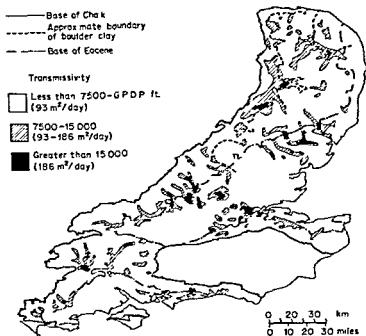 Base of Chalk
Approximate boundary
of boulder clay
Base of Eocene
Transmissivity
Less than 7500-GPDP ft.
(93 m²/day)
7500-15 000
(93-186 m²/day)
Greater than 15 000
(186 m²/day)
0 10 20 30 km
0 10 20 30 miles